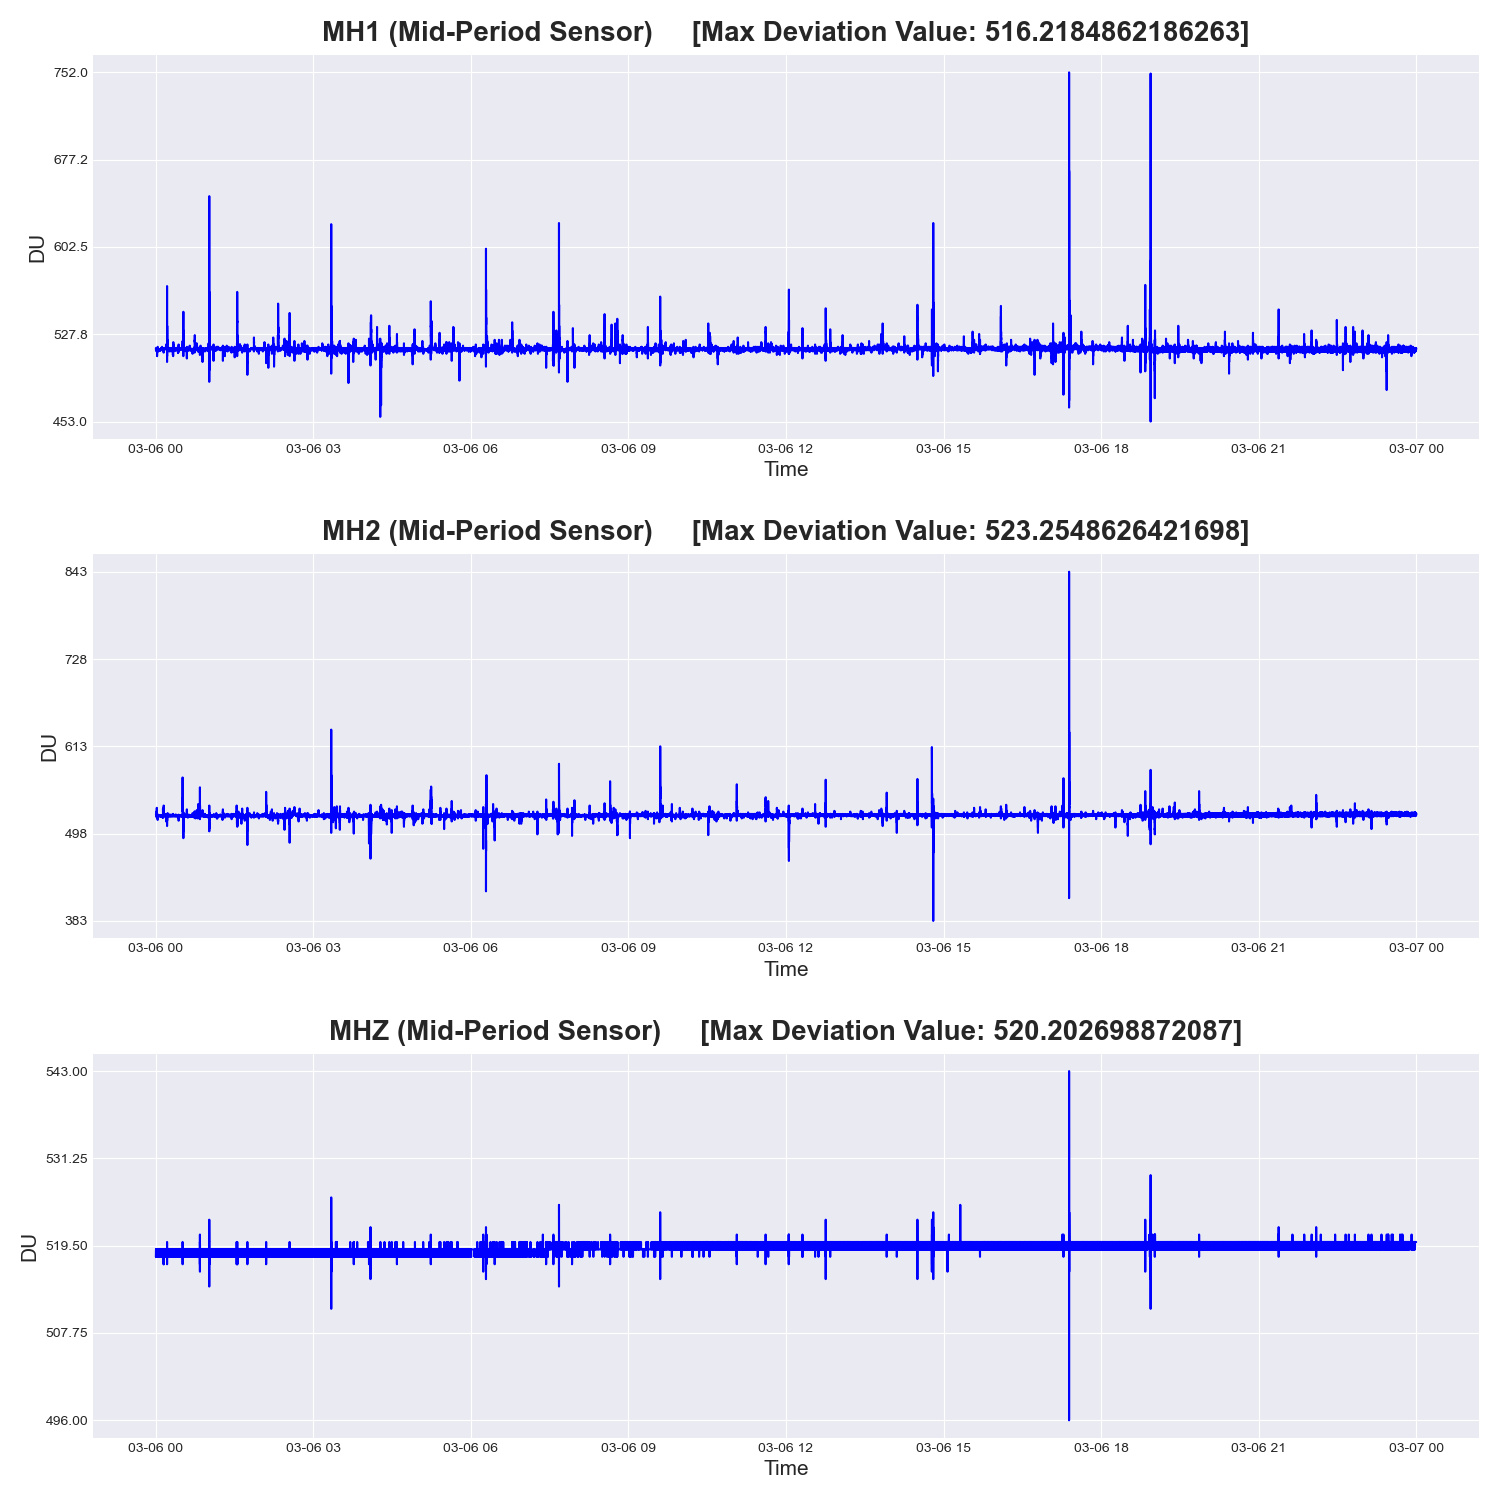 MH1 (Mid-Period Sensor) [Max Deviation Value: 516.2184862186263]
752.0
677.2
602.5
527.8
453.0
DU
03-06 00 03-06 03 03-06 06 03-06 09 03-06 12 03-06 15 03-06 18 03-06 21 03-07 00
Time
MH2 (Mid-Period Sensor) [Max Deviation Value: 523.2548626421698]
843
728
613
498
383
DU
03-06 00 03-06 03 03-06 06 03-06 09 03-06 12 03-06 15 03-06 18 03-06 21 03-07 00
Time
MHZ (Mid-Period Sensor) [Max Deviation Value: 520.202698872087]
543.00
531.25
519.50
507.75
496.00
DU
03-06 00 03-06 03 03-06 06 03-06 09 03-06 12 03-06 15 03-06 18 03-06 21 03-07 00
Time